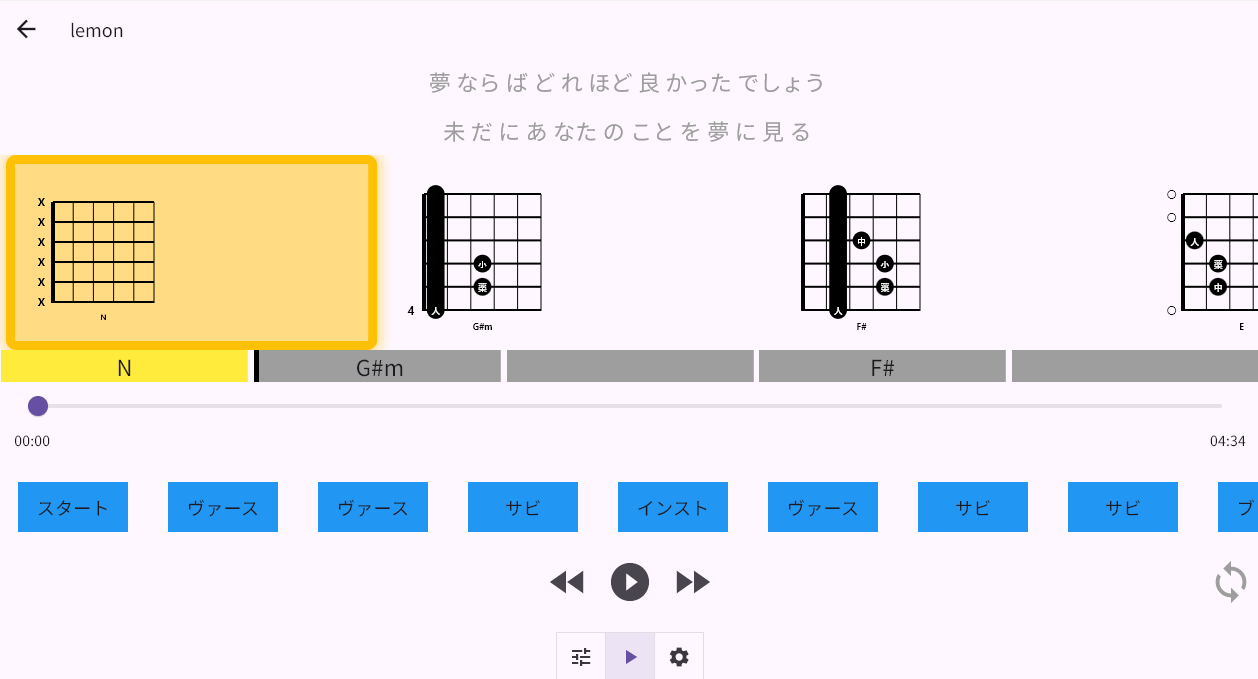 lemon
夢ならばどれほど良かったでしょう
未だにあなたのことを夢に見る
X
X
X
X
X
X
N
小
薬
人
4
G#m
中
小
薬
人
F#
人
薬
中
E
N G#m F#
00:00 04:34
スタート ヴァース ヴァース サビ インスト ヴァース サビ サビ ブ